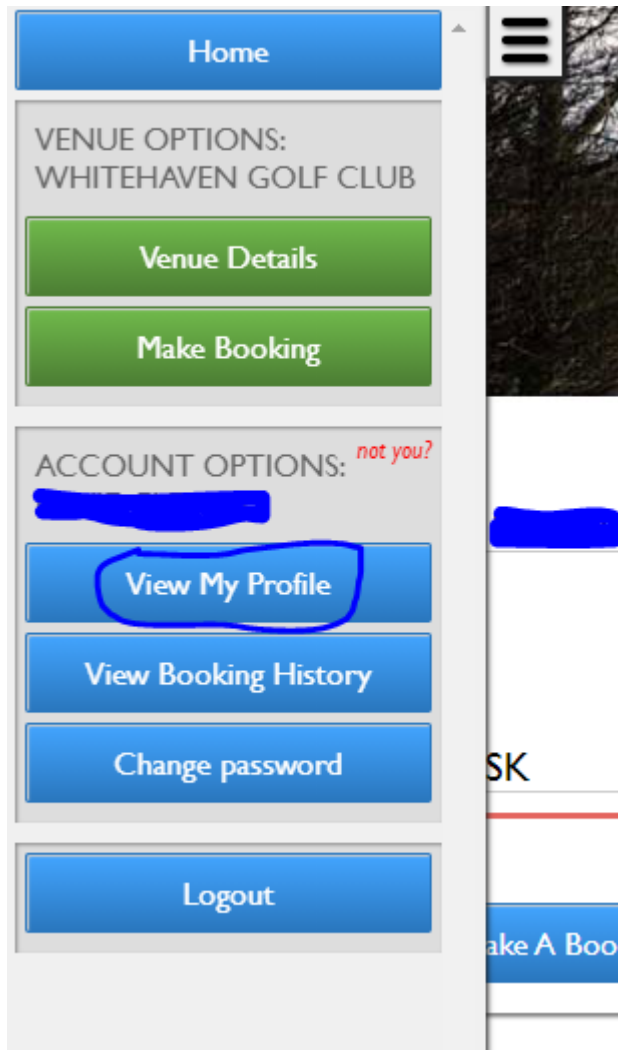 Home
VENUE OPTIONS:
WHITEHAVEN GOLF CLUB
Venue Details
Make Booking
not you?
ACCOUNT OPTIONS:
View My Profile
View Booking History
Change password
SK
Logout
ake A Boo